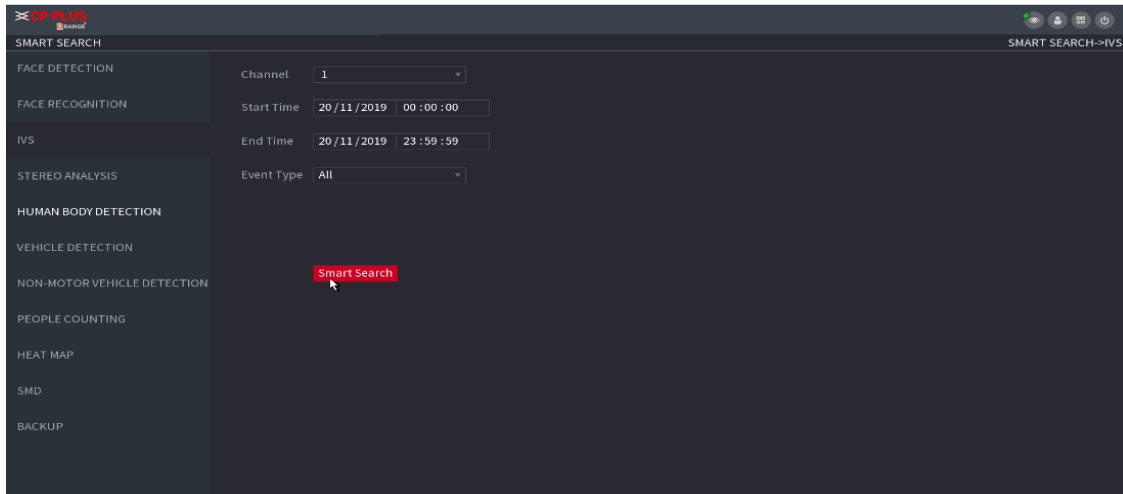 CP PLUS
ORANGE
SMART SEARCH
SMART SEARCH->IVS
FACE DETECTION
FACE RECOGNITION
IVS
STEREO ANALYSIS
HUMAN BODY DETECTION
VEHICLE DETECTION
NON-MOTOR VEHICLE DETECTION
PEOPLE COUNTING
HEAT MAP
SMD
BACKUP
Channel 1
Start Time 20/11/2019 00:00:00
End Time 20/11/2019 23:59:59
Event Type All
Smart Search